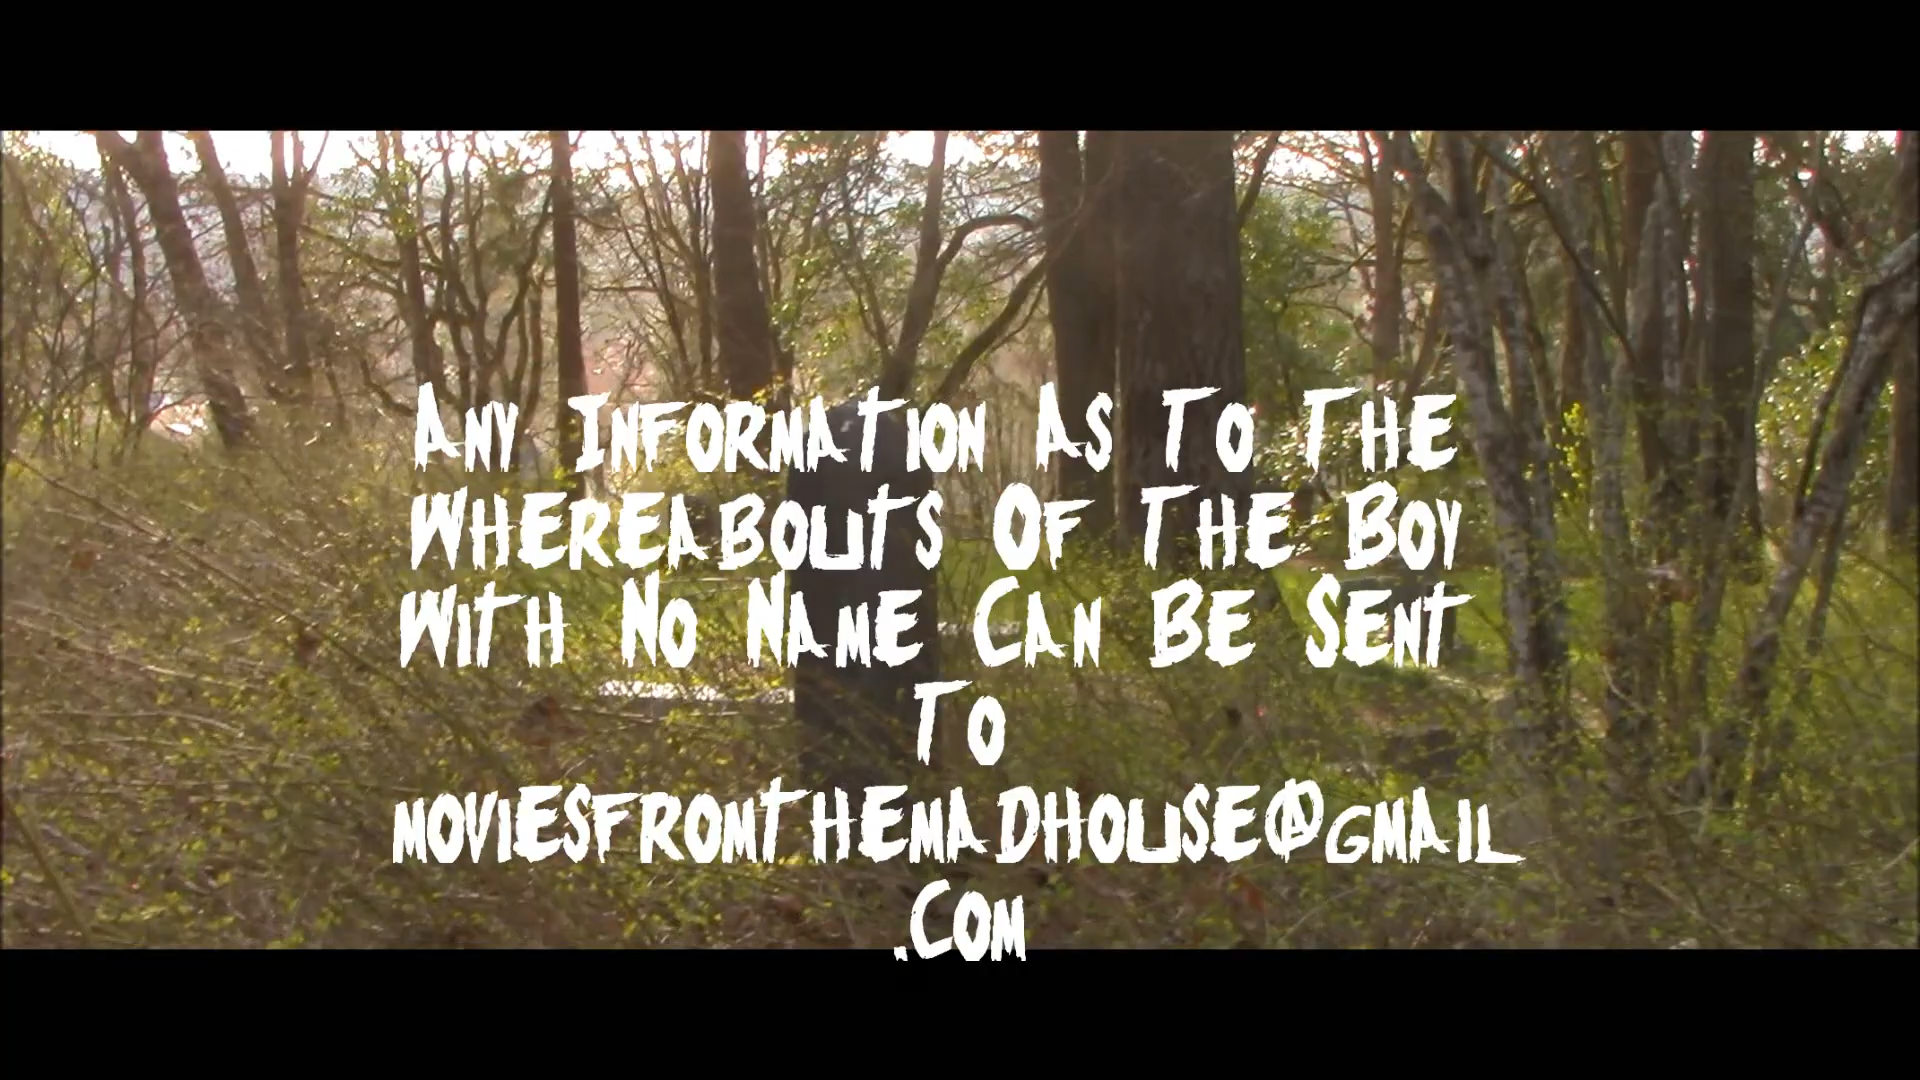 Any Information As To The
Whereabouts Of The Boy
With No Name Can Be Sent
To
moviesfromthemadhouse@gmail
.Com